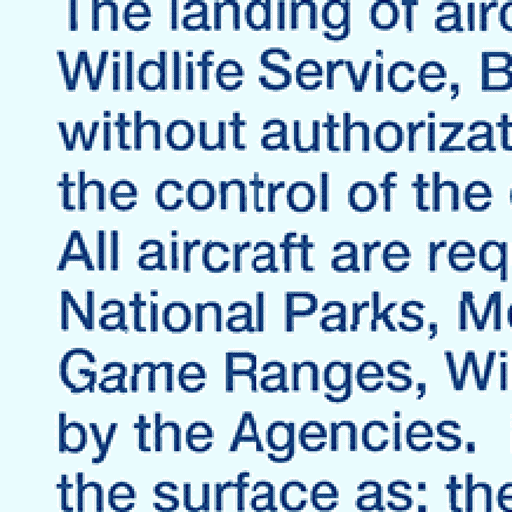 The landing of airc
Wildlife Service, B
without authorizat
the control of the
All aircraft are req
National Parks, M
Game Ranges, Wi
by the Agencies.
the surface as: the